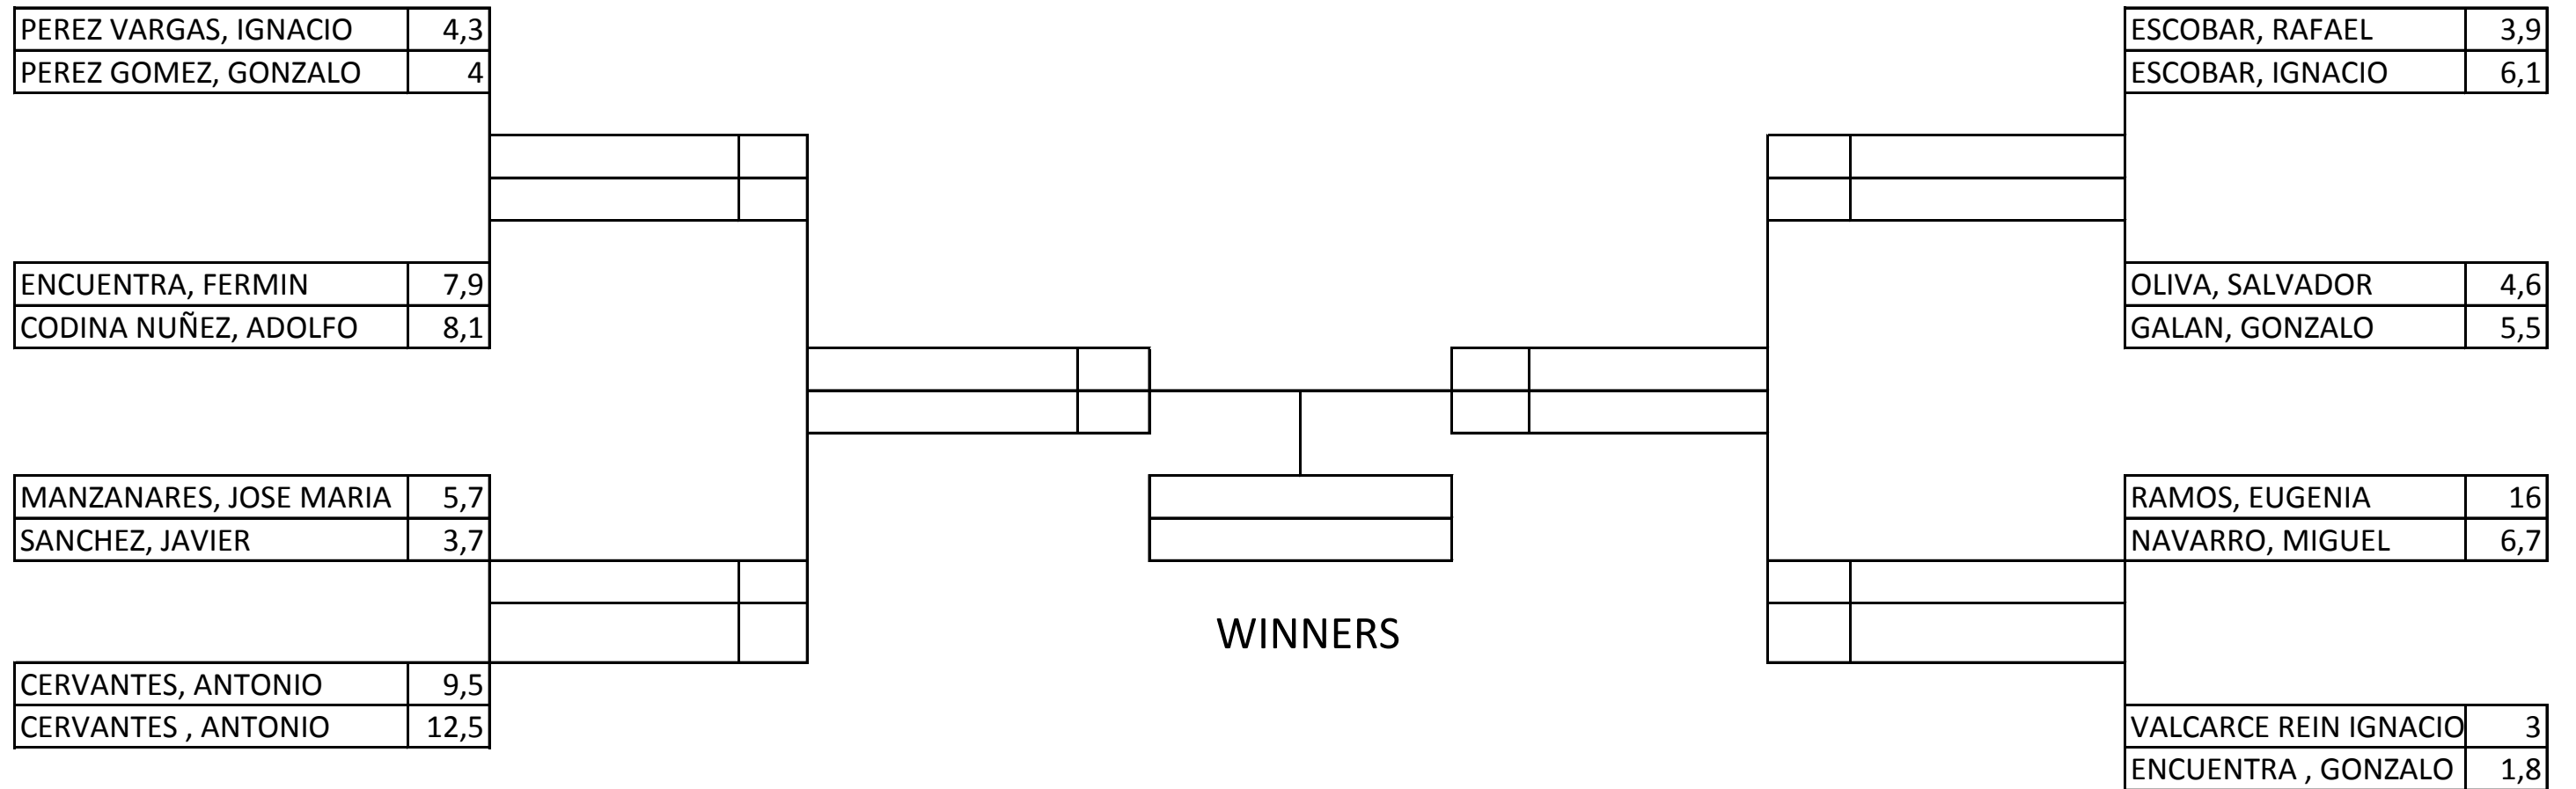 PEREZ VARGAS, IGNACIO 4,3
PEREZ GOMEZ, GONZALO 4
ENCUENTRA, FERMIN 7,9
CODINA NUÑEZ, ADOLFO 8,1
MANZANARES, JOSE MARIA 5,7
SANCHEZ, JAVIER 3,7
CERVANTES, ANTONIO 9,5
CERVANTES , ANTONIO 12,5
WINNERS
ESCOBAR, RAFAEL 3,9
ESCOBAR, IGNACIO 6,1
OLIVA, SALVADOR 4,6
GALAN, GONZALO 5,5
RAMOS, EUGENIA 16
NAVARRO, MIGUEL 6,7
VALCARCE REIN IGNACIO 3
ENCUENTRA , GONZALO 1,8